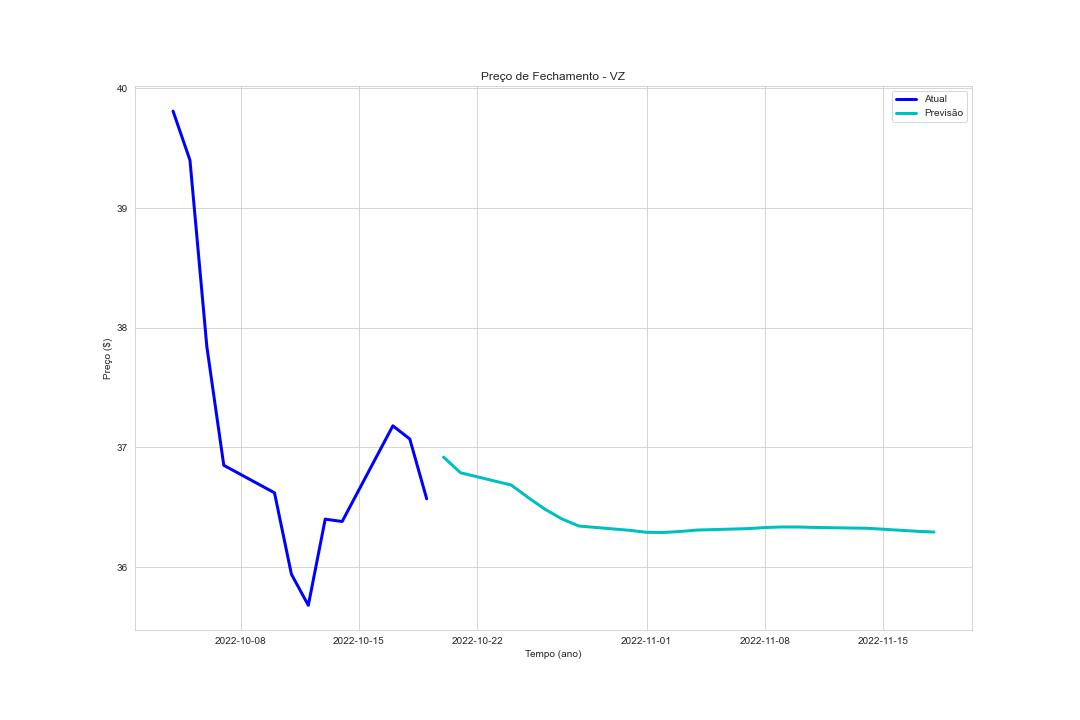 Preço de Fechamento - VZ
Atual
Previsão
40
39
38
37
36
Preço ($)
2022-10-08
2022-10-15
2022-10-22
2022-11-01
2022-11-08
2022-11-15
Tempo (ano)